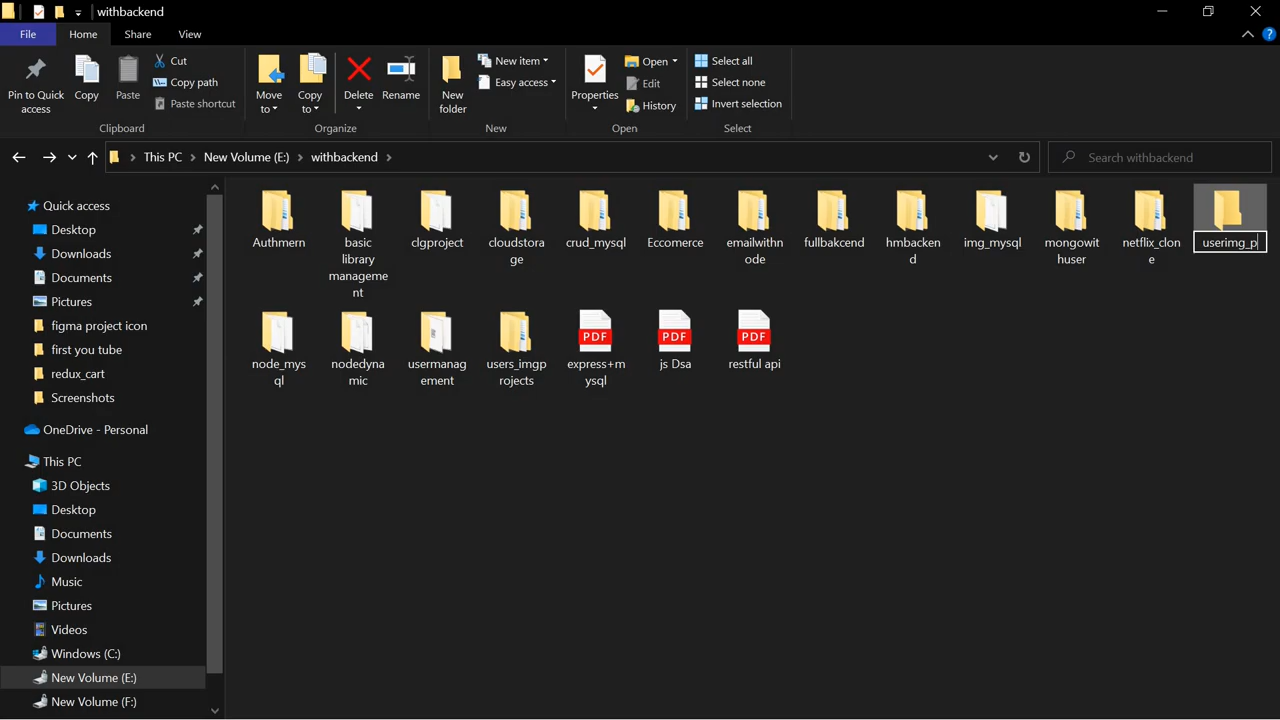 withbackend
File
Home
Share
View
Pin to Quick
access
Copy
Paste
Cut
Copy path
Paste shortcut
Clipboard
Move
to
Copy
to
Delete
Rename
Organize
New
folder
New item
Easy access
New
Properties
Open
Edit
History
Open
Select all
Select none
Invert selection
Select
This PC
New Volume (E:)
withbackend
Search withbackend
Quick access
Desktop
Downloads
Documents
Pictures
figma project icon
first you tube
redux_cart
Screenshots
OneDrive - Personal
This PC
3D Objects
Desktop
Documents
Downloads
Music
Pictures
Videos
Windows (C:)
New Volume (E:)
New Volume (F:)
Authmern
basic
library
manageme
nt
clgproject
cloudstora
ge
crud_mysql
Eccomerce
emailwithn
ode
fullbakcend
hmbacken
d
img_mysql
mongowit
huser
netflix_clon
e
userimg_p
node_mys
ql
nodedyna
mic
usermanag
ement
users_imgp
rojects
PDF
express+m
ysql
PDF
js Dsa
PDF
restful api